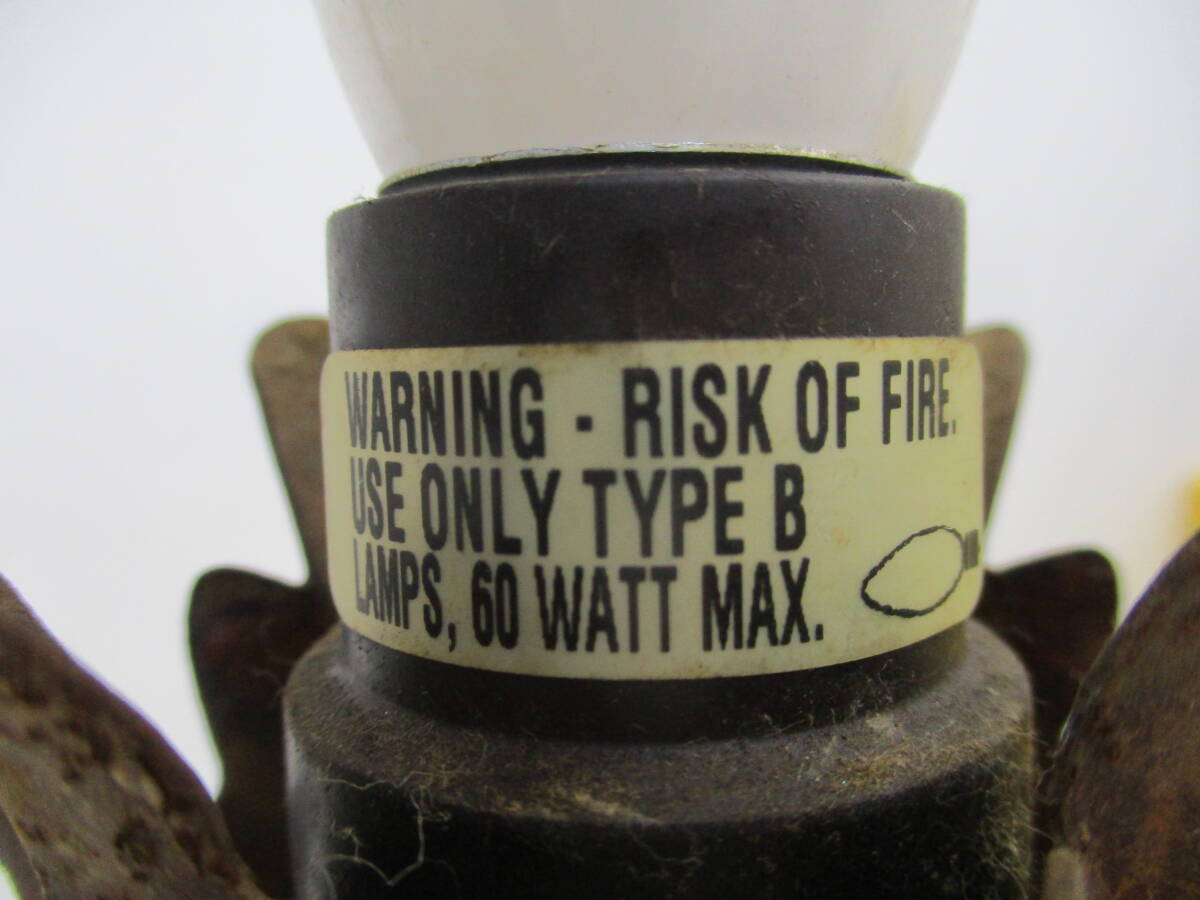 WARNING - RISK OF FIRE.
USE ONLY TYPE B
LAMPS, 60 WATT MAX.